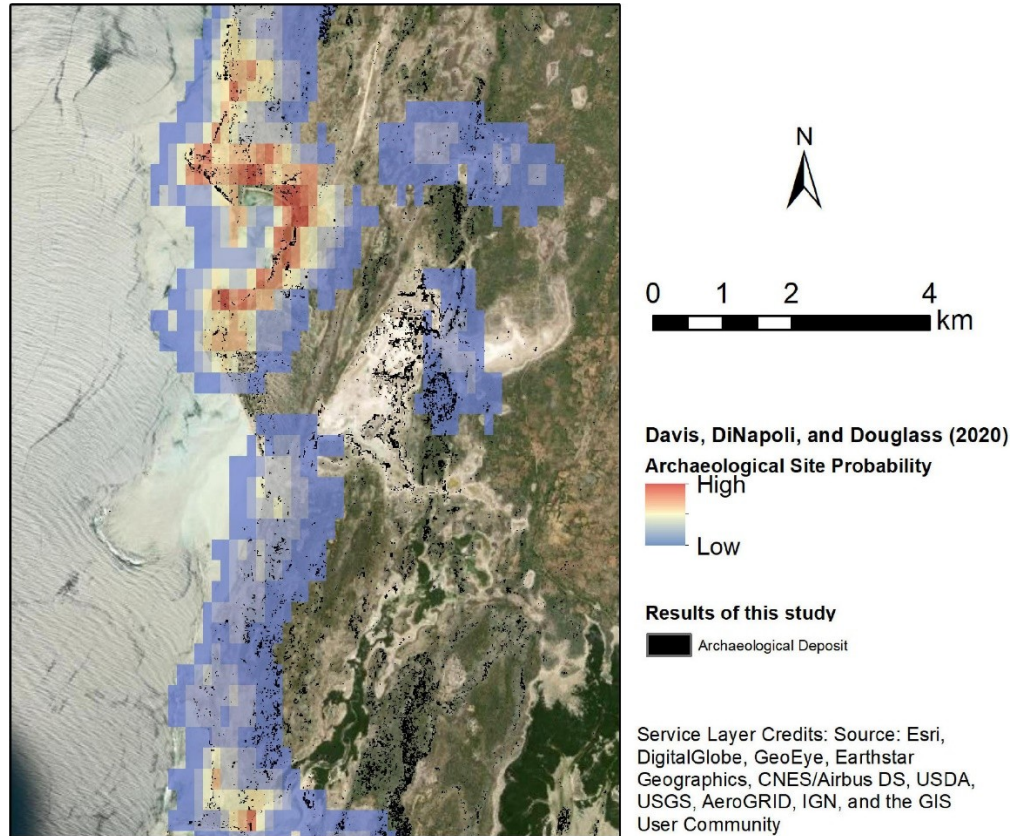 N
0 1 2 4
km
Davis, DiNapoli, and Douglass (2020)
Archaeological Site Probability
High
Low
Results of this study
Archaeological Deposit
Service Layer Credits: Source: Esri,
DigitalGlobe, GeoEye, Earthstar
Geographics, CNES/Airbus DS, USDA,
USGS, AeroGRID, IGN, and the GIS
User Community